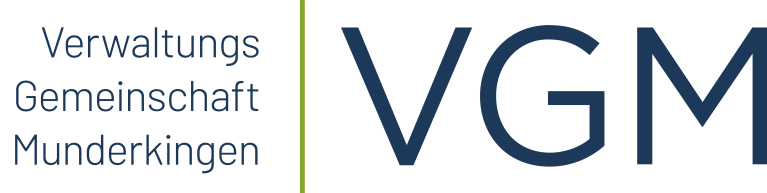 Verwaltungs
Gemeinschaft
Munderkingen
VGM